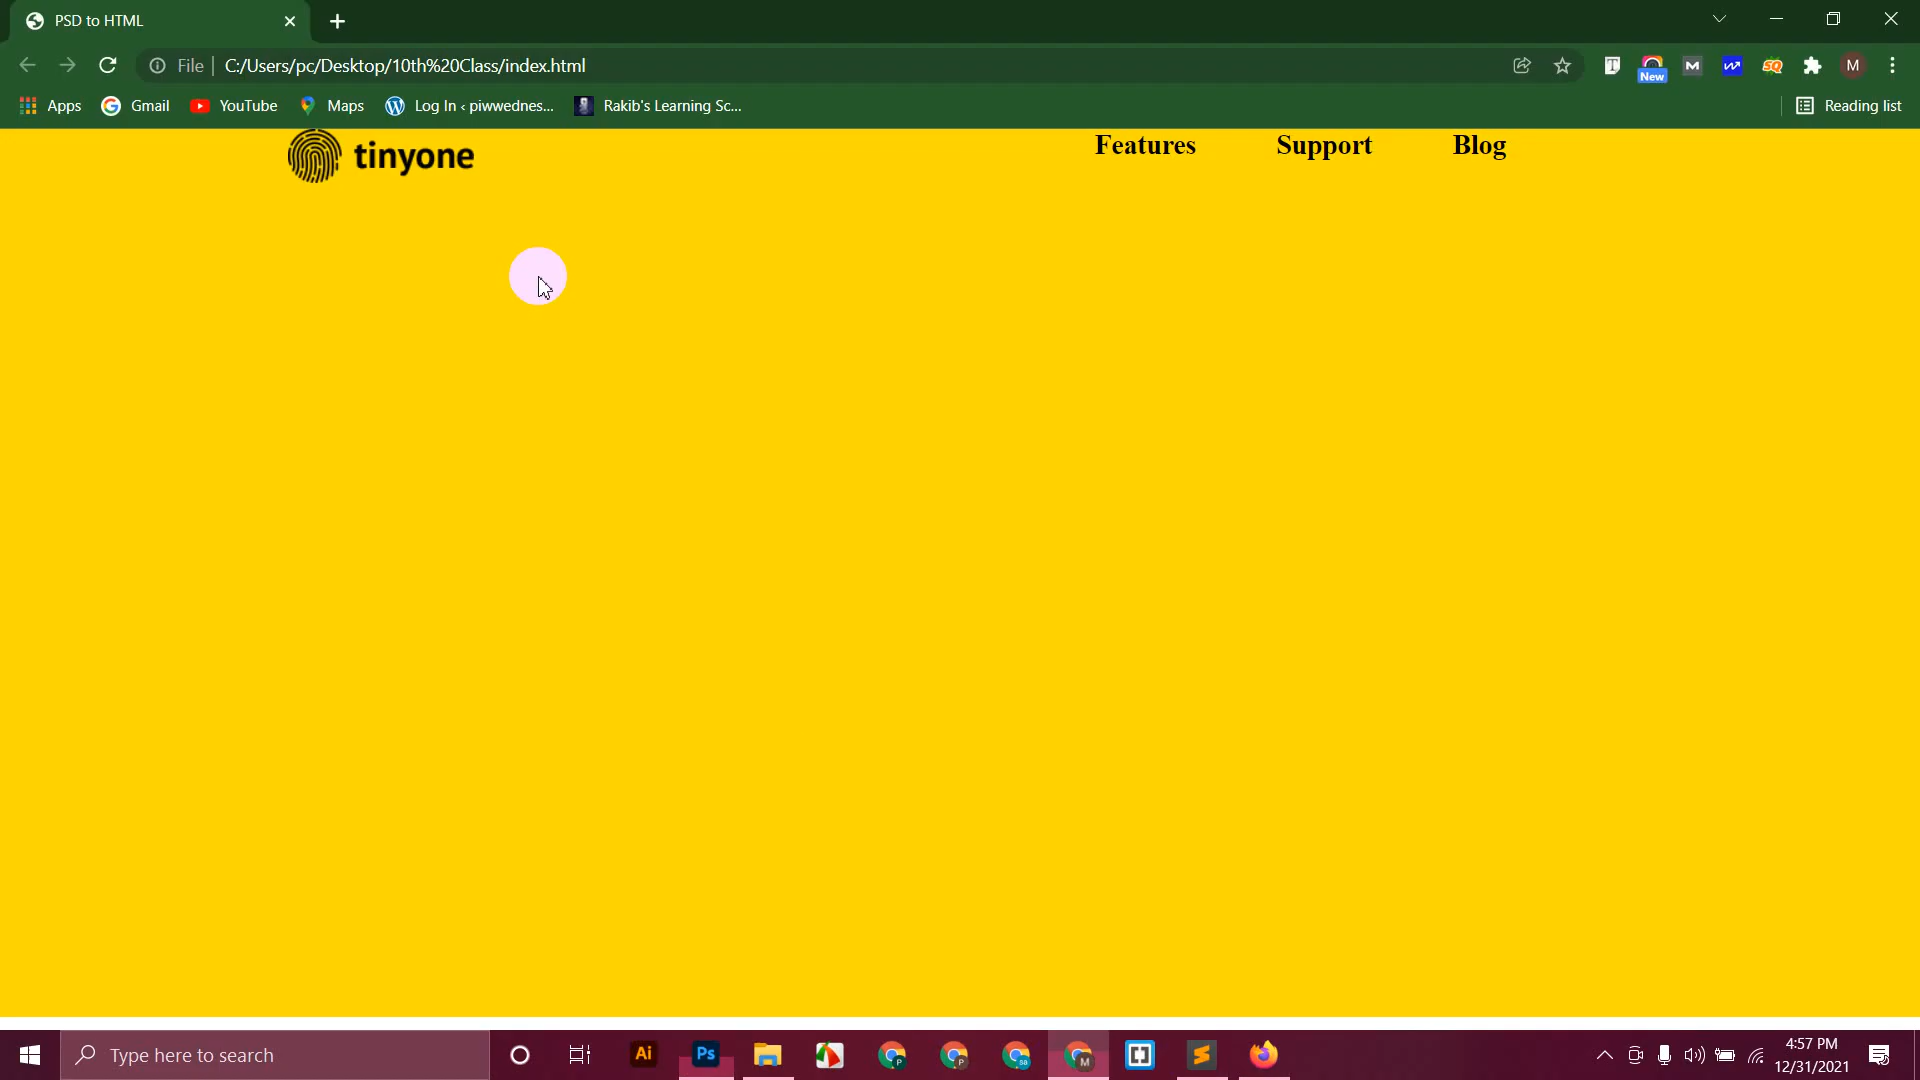 PSD to HTML
File
C:/Users/pc/Desktop/10th%20Class/index.html
New
M
Apps
Gmail
YouTube
Maps
Log In ‹ piwwednes...
Rakib's Learning Sc...
Reading list
tinyone
Features Support Blog
Type here to search
Ai
Ps
4:57 PM
12/31/2021